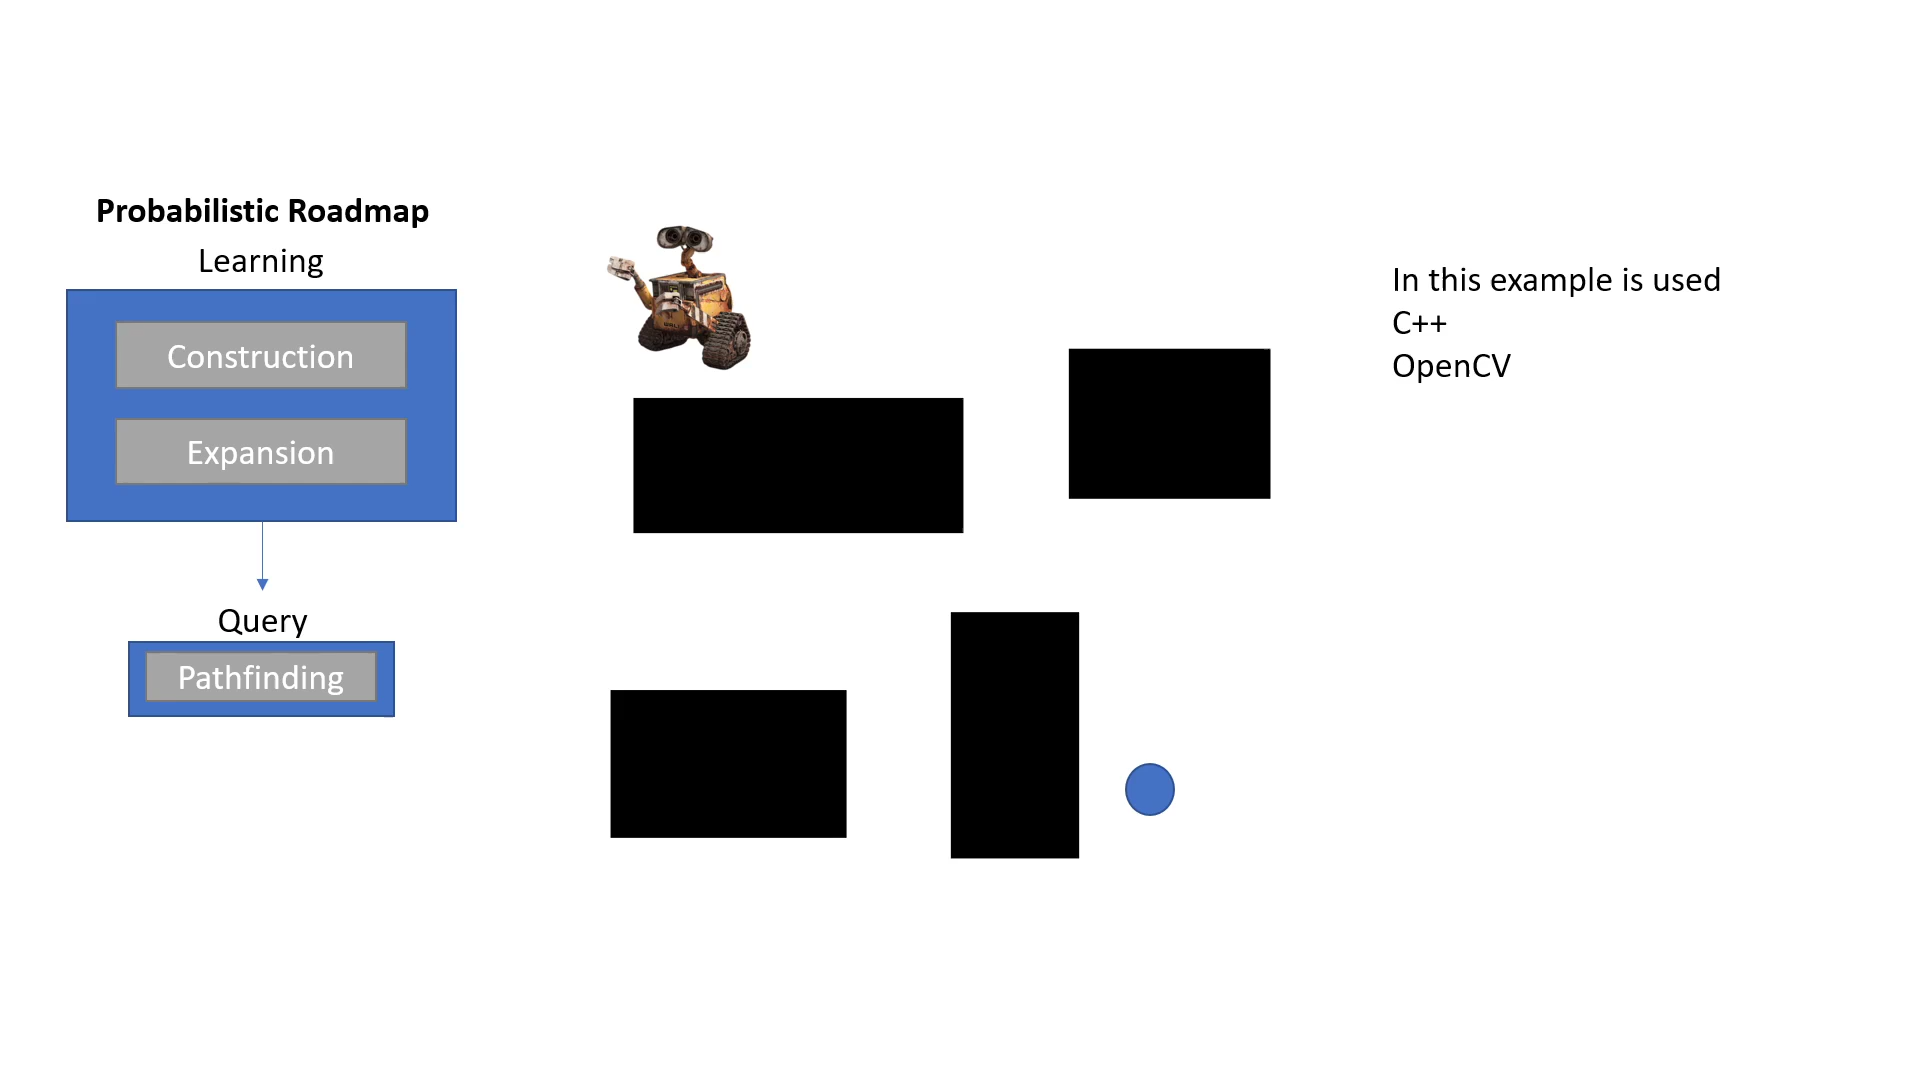 Probabilistic Roadmap
Learning
Construction
Expansion
Query
Pathfinding
In this example is used
C++
OpenCV